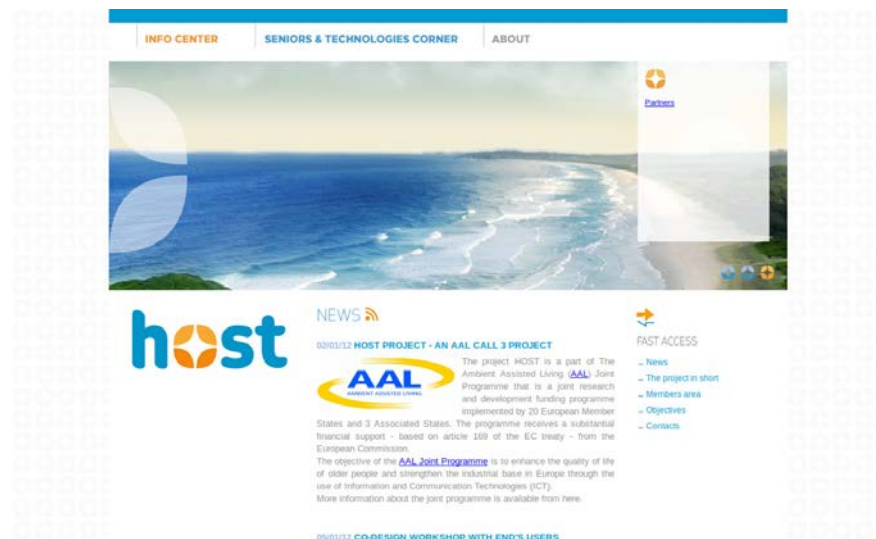 INFO CENTER
SENIORS & TECHNOLOGIES CORNER
ABOUT
Partners
host
NEWS
02/01/12 HOST PROJECT - AN AAL CALL 3 PROJECT
AAL
AMBIENT ASSISTED LIVING
The project HOST is a part of The
Ambient Assisted Living (AAL) Joint
Programme that is a joint research
and development funding programme
implemented by 20 European Member
States and 3 Associated States. The programme receives a substantial
financial support - based on article 169 of the EC treaty - from the
European Commission.
The objective of the AAL Joint Programme is to enhance the quality of life
of older people and strengthen the industrial base in Europe through the
use of Information and Communication Technologies (ICT).
More information about the joint programme is available from here.
05/01/12 CO-DESIGN WORKSHOP WITH END'S USERS
FAST ACCESS
News
The project in short
Members area
Objectives
Contacts